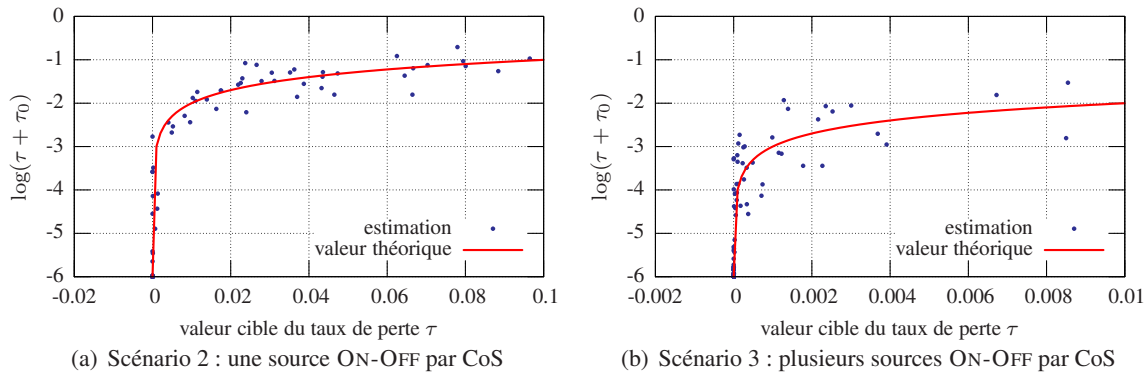 0
-1
-2
-3
-4
-5
-6
log(τ + τ₀)
estimation
valeur théorique
-0.02 0 0.02 0.04 0.06 0.08 0.1
valeur cible du taux de perte τ
(a) Scénario 2 : une source ON-OFF par CoS
0
-1
-2
-3
-4
-5
-6
log(τ + τ₀)
estimation
valeur théorique
-0.002 0 0.002 0.004 0.006 0.008 0.01
valeur cible du taux de perte τ
(b) Scénario 3 : plusieurs sources ON-OFF par CoS